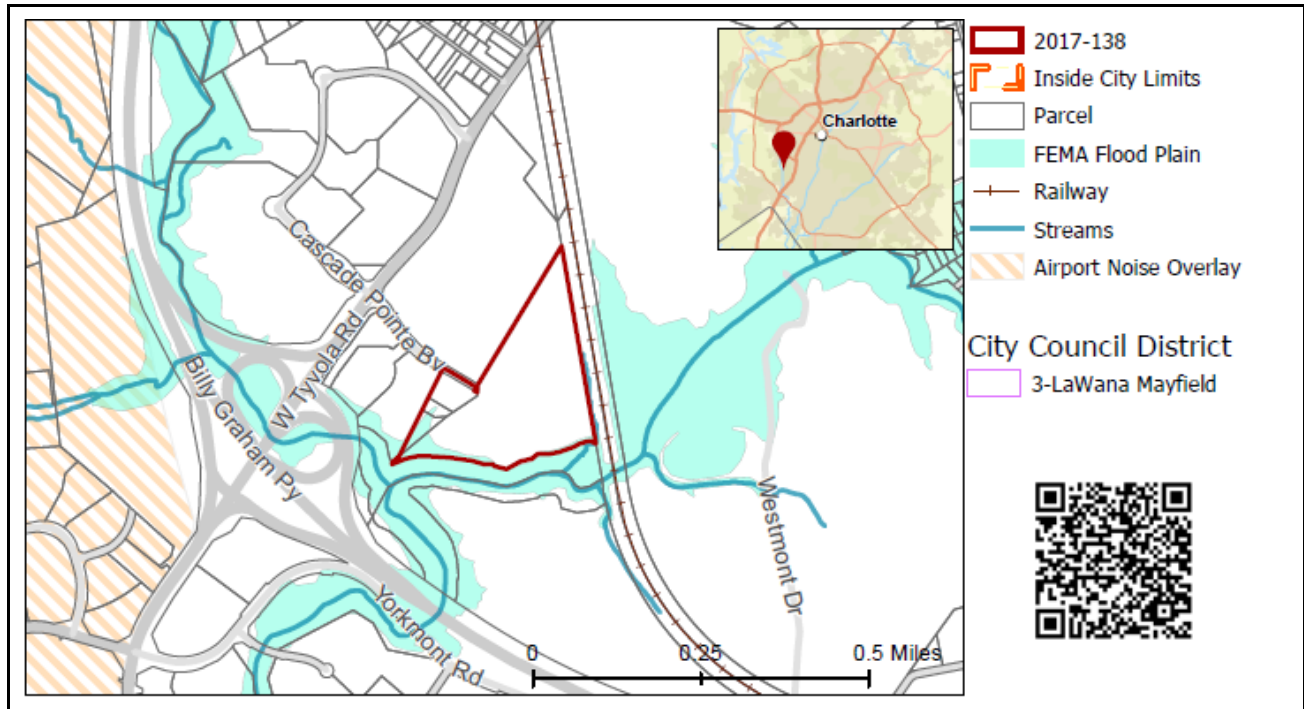 Charlotte
Cascade Pointe Bv
W Tyvola Rd
Billy Graham Py
Westmont Dr
Yorkmont Rd
0 0.25 0.5 Miles
2017-138
Inside City Limits
Parcel
FEMA Flood Plain
Railway
Streams
Airport Noise Overlay
City Council District
3-LaWana Mayfield